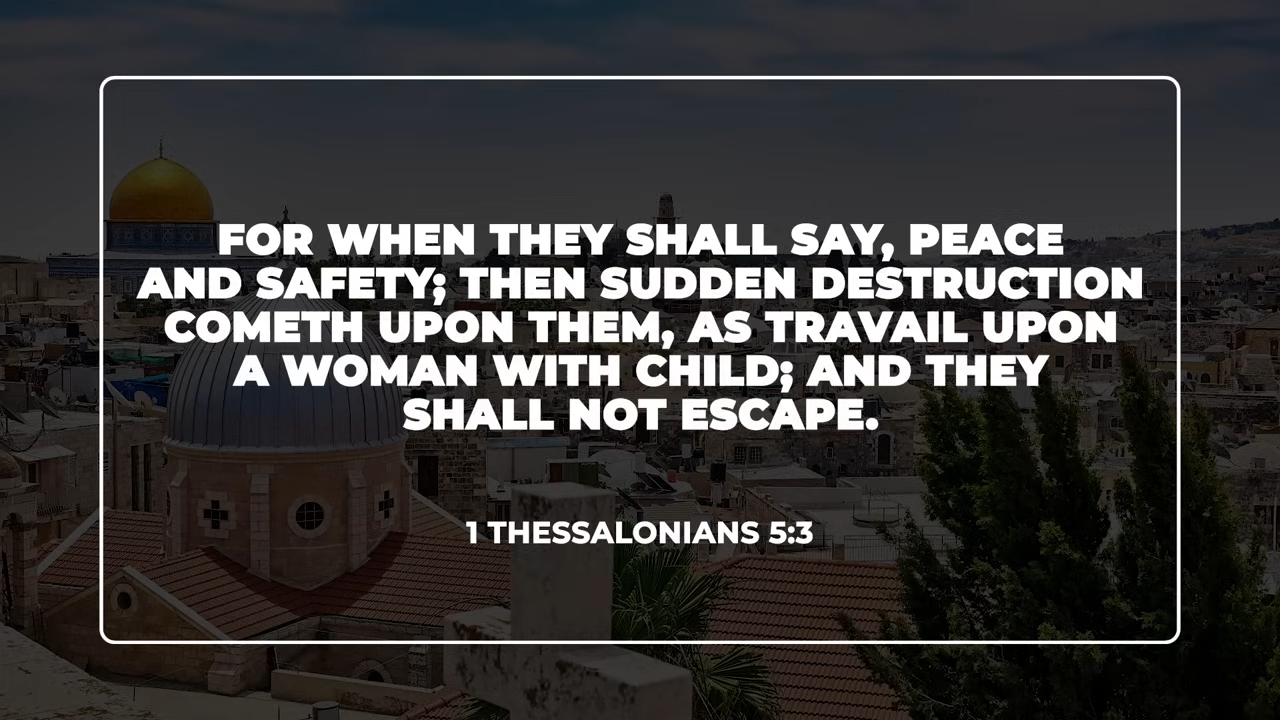 FOR WHEN THEY SHALL SAY, PEACE
AND SAFETY; THEN SUDDEN DESTRUCTION
COMETH UPON THEM, AS TRAVAIL UPON
A WOMAN WITH CHILD; AND THEY
SHALL NOT ESCAPE.
1 THESSALONIANS 5:3